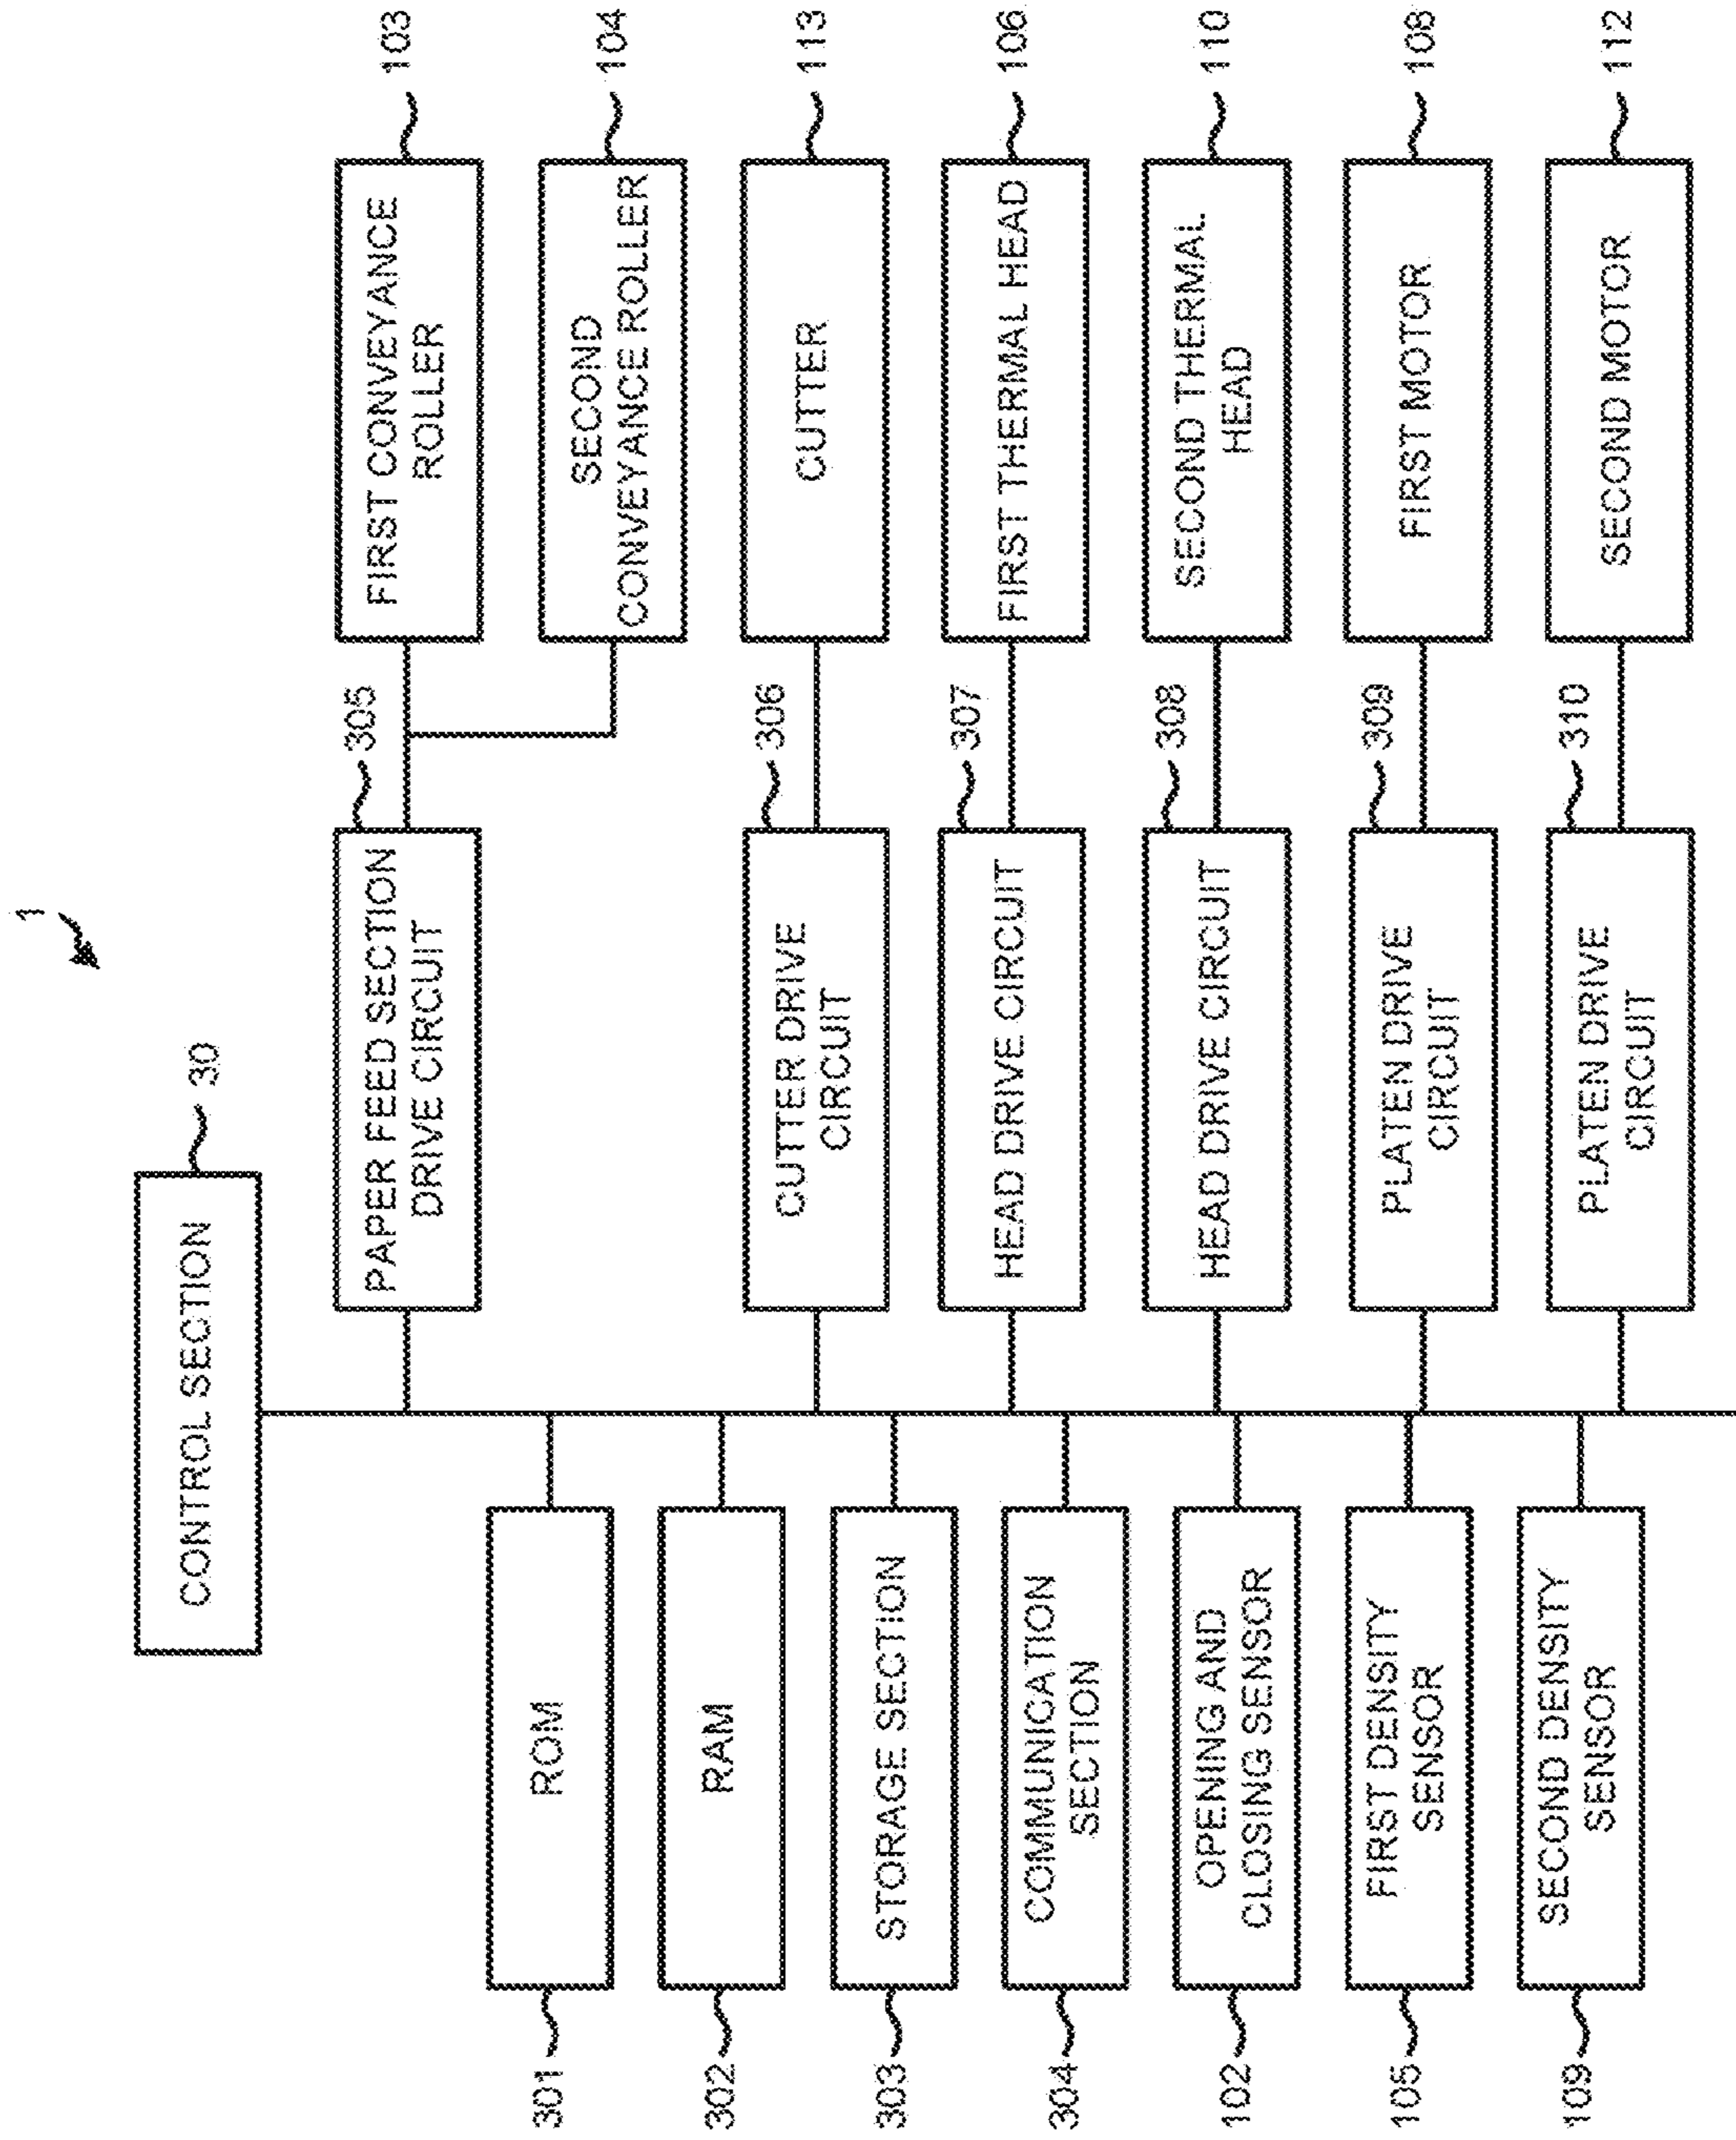 1
CONTROL SECTION
30
301
ROM
302
RAM
303
STORAGE SECTION
304
COMMUNICATION
SECTION
102
OPENING AND
CLOSING SENSOR
105
FIRST DENSITY
SENSOR
109
SECOND DENSITY
SENSOR
PAPER FEED SECTION
DRIVE CIRCUIT
305
FIRST CONVEYANCE
ROLLER
103
SECOND
CONVEYANCE ROLLER
104
CUTTER DRIVE
CIRCUIT
306
CUTTER
113
HEAD DRIVE CIRCUIT
307
FIRST THERMAL HEAD
106
HEAD DRIVE CIRCUIT
308
SECOND THERMAL
HEAD
110
PLATEN DRIVE
CIRCUIT
309
FIRST MOTOR
108
PLATEN DRIVE
CIRCUIT
310
SECOND MOTOR
112